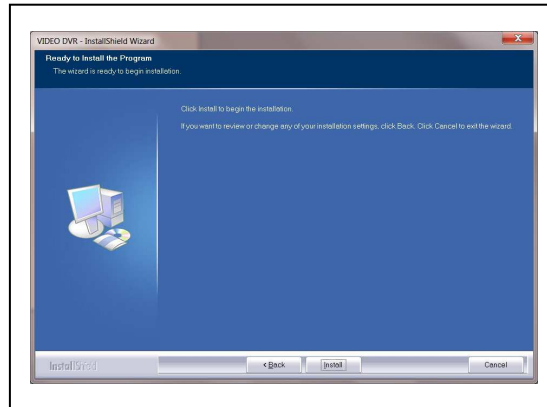 VIDEO DVR - InstallShield Wizard
Ready to Install the Program
The wizard is ready to begin installation.
Click Install to begin the installation.
If you want to review or change any of your installation settings, click Back. Click Cancel to exit the wizard.
InstallShield
< Back Install Cancel